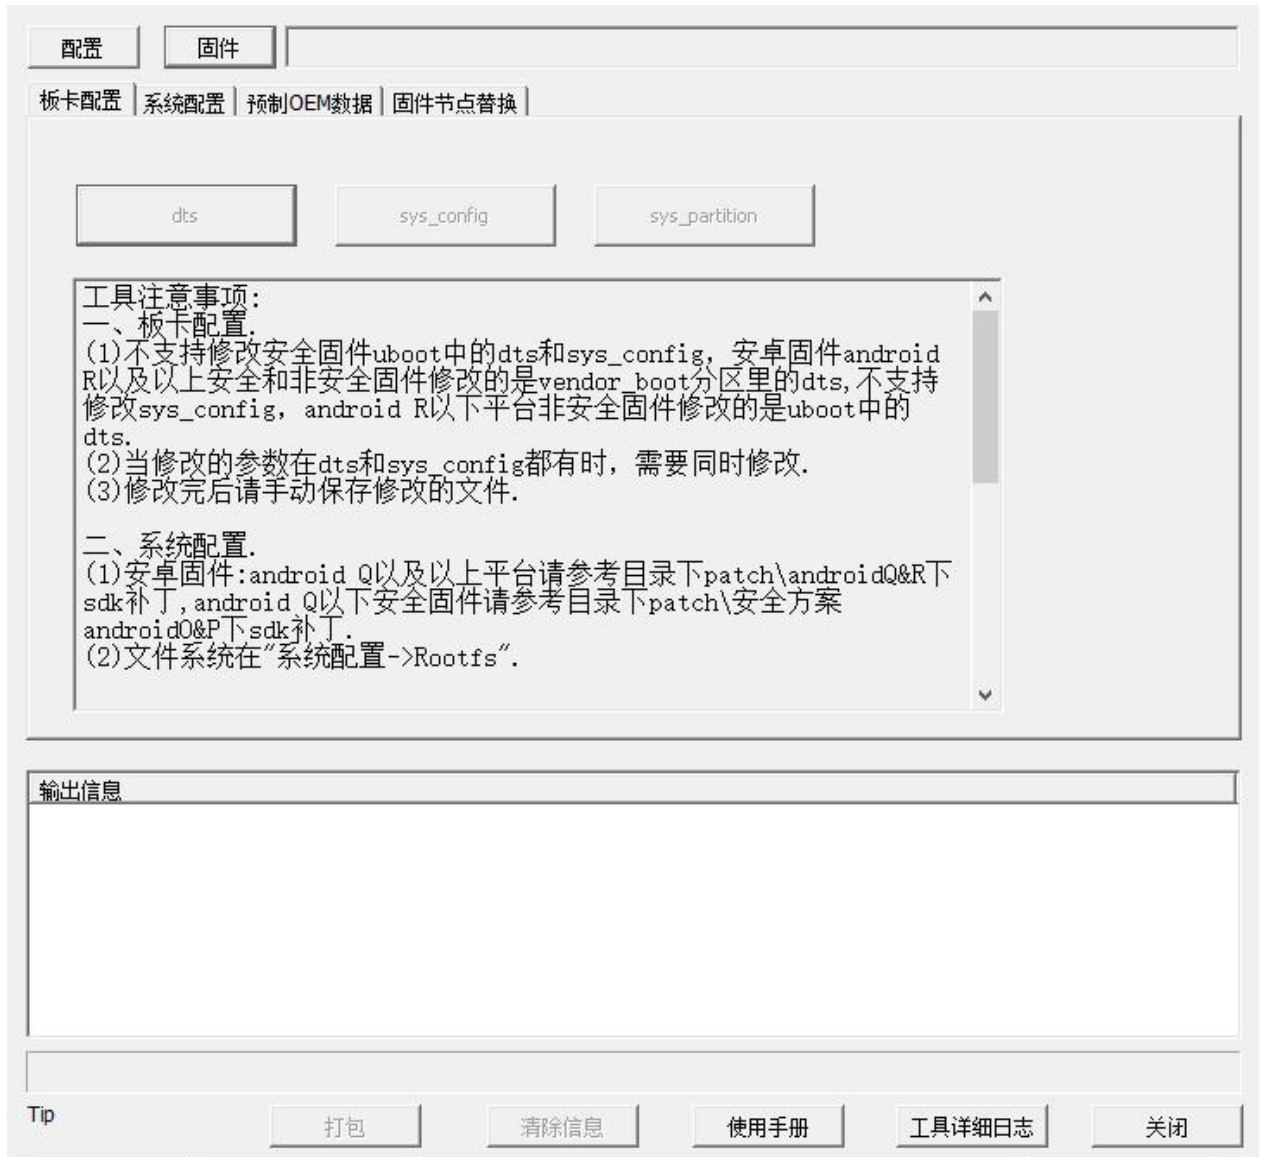 配置 固件
板卡配置 系统配置 预制OEM数据 固件节点替换
dts sys_config sys_partition
工具注意事项:
一、板卡配置.
(1)不支持修改安全固件uboot中的dts和sys_config, 安卓固件android
R以及以上安全和非安全固件修改的是vendor_boot分区里的dts,不支持
修改sys_config, android R以下平台非安全固件修改的是uboot中的
dts.
(2)当修改的参数在dts和sys_config都有时, 需要同时修改.
(3)修改完后请手动保存修改的文件.
二、系统配置.
(1)安卓固件:android Q以及以上平台请参考目录下patch\androidQ&R下
sdk补丁,android Q以下安全固件请参考目录下patch\安全方案
androidO&P下sdk补丁.
(2)文件系统在"系统配置->Rootfs".
输出信息
Tip 打包 清除信息 使用手册 工具详细日志 关闭